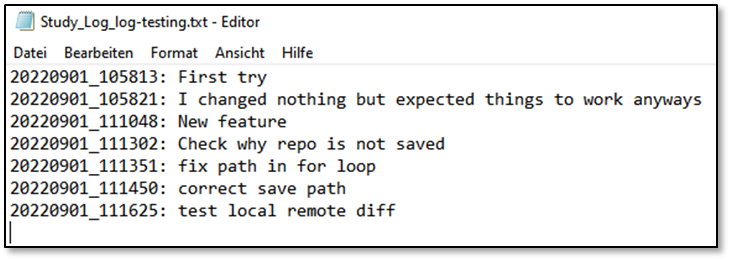 Study_Log_log-testing.txt - Editor
Datei Bearbeiten Format Ansicht Hilfe
20220901_105813: First try
20220901_105821: I changed nothing but expected things to work anyways
20220901_111048: New feature
20220901_111302: Check why repo is not saved
20220901_111351: fix path in for loop
20220901_111450: correct save path
20220901_111625: test local remote diff